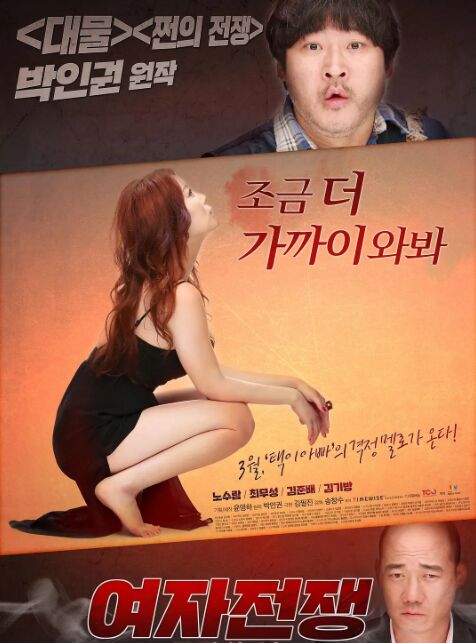 <대물><쩐의 전쟁>
박인권 원작
조금 더
가까이 와봐
3월, '택이 아빠'의 격정 멜로가 온다!
노수람 / 최무성 / 김준배 / 김기방
여자전쟁